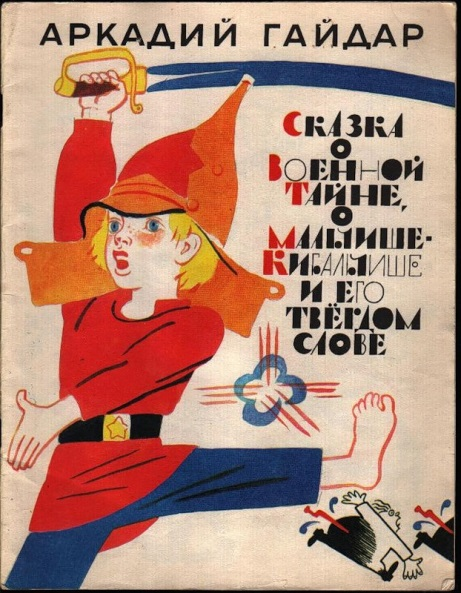 АРКАДИЙ ГАЙДАР
СКАЗКА
О
ВОЕННОЙ
ТАЙНЕ,
О
МАЛЬЧИШЕ-
КИБАЛЬЧИШЕ
И ЕГО
ТВЁРДОМ
СЛОВЕ